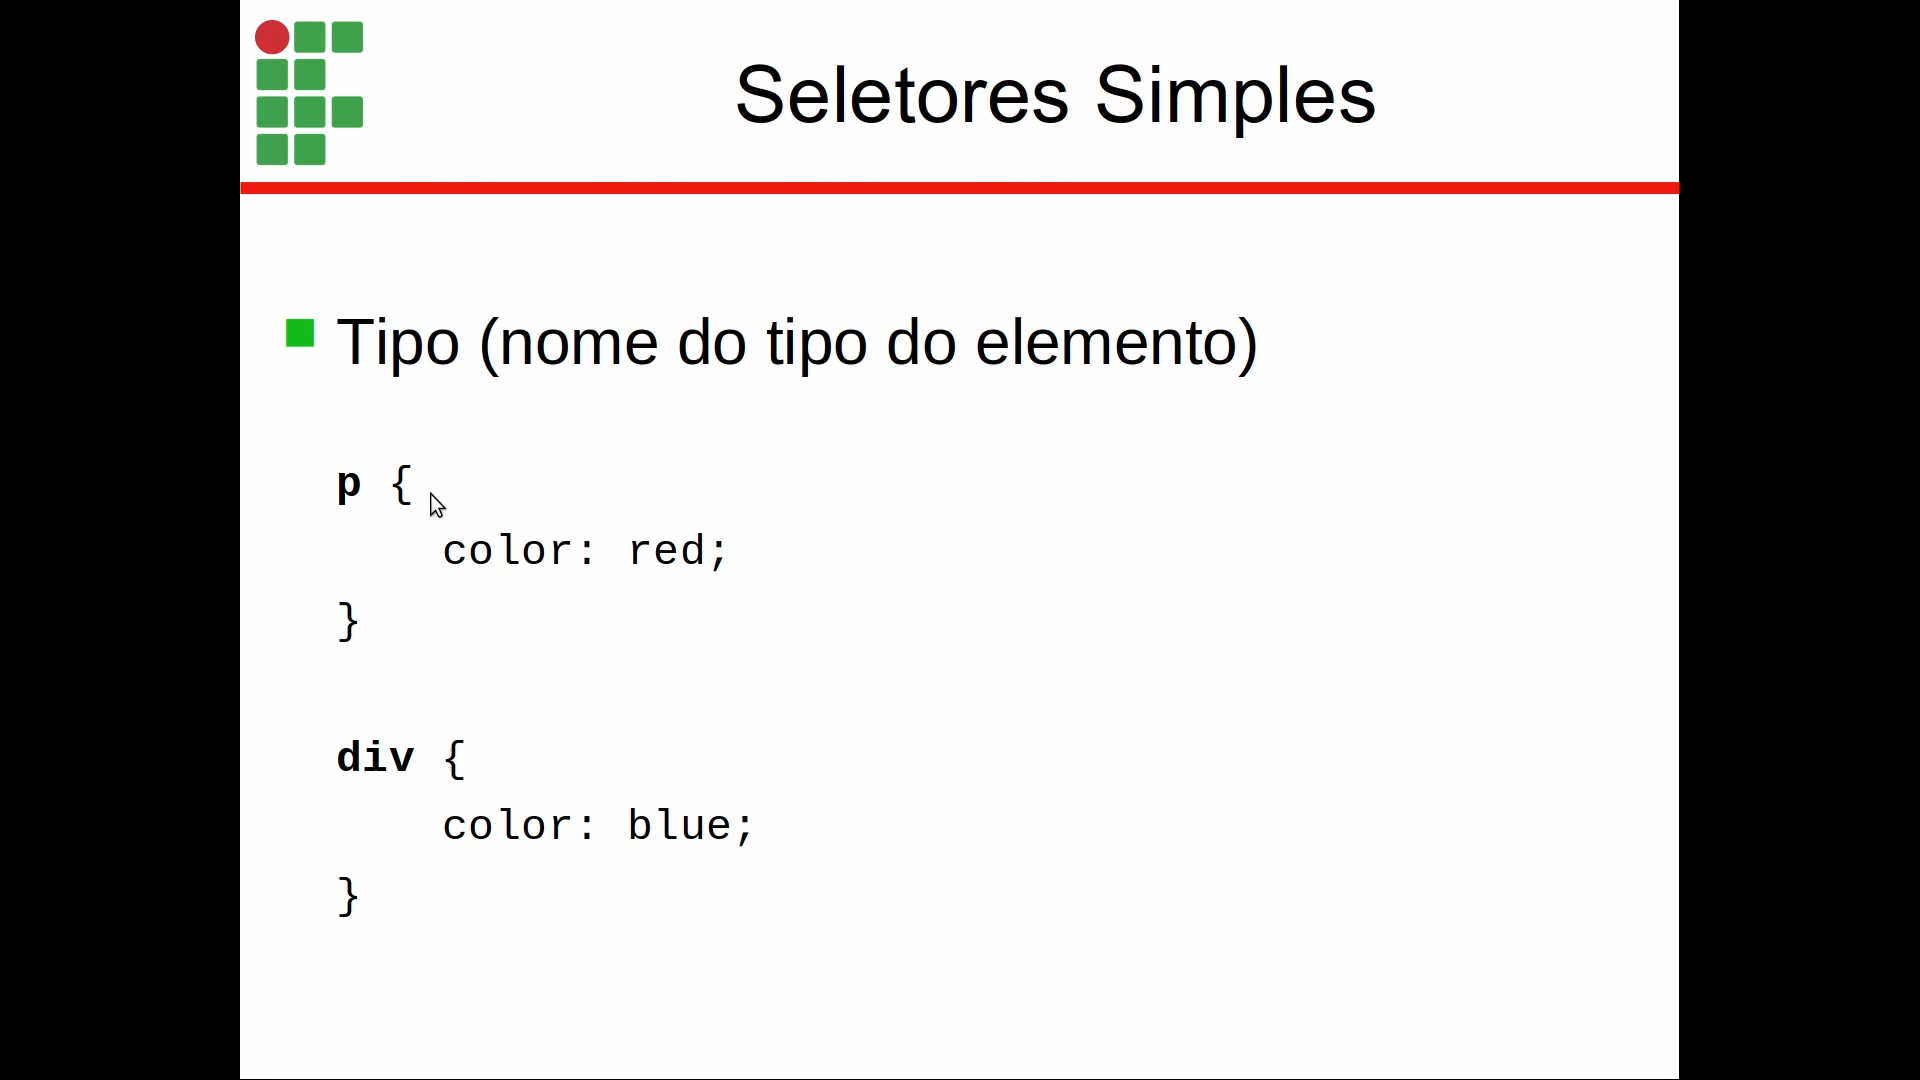 Seletores Simples
Tipo (nome do tipo do elemento)
p {
color: red;
}
div {
color: blue;
}